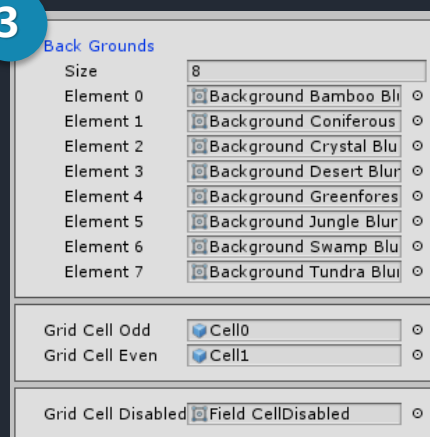 3
Back Grounds
Size 8
Element 0 Background Bamboo Blu
Element 1 Background Coniferous
Element 2 Background Crystal Blu
Element 3 Background Desert Blur
Element 4 Background Greenfores
Element 5 Background Jungle Blur
Element 6 Background Swamp Blu
Element 7 Background Tundra Blu
Grid Cell Odd Cell0
Grid Cell Even Cell1
Grid Cell Disabled Field CellDisabled